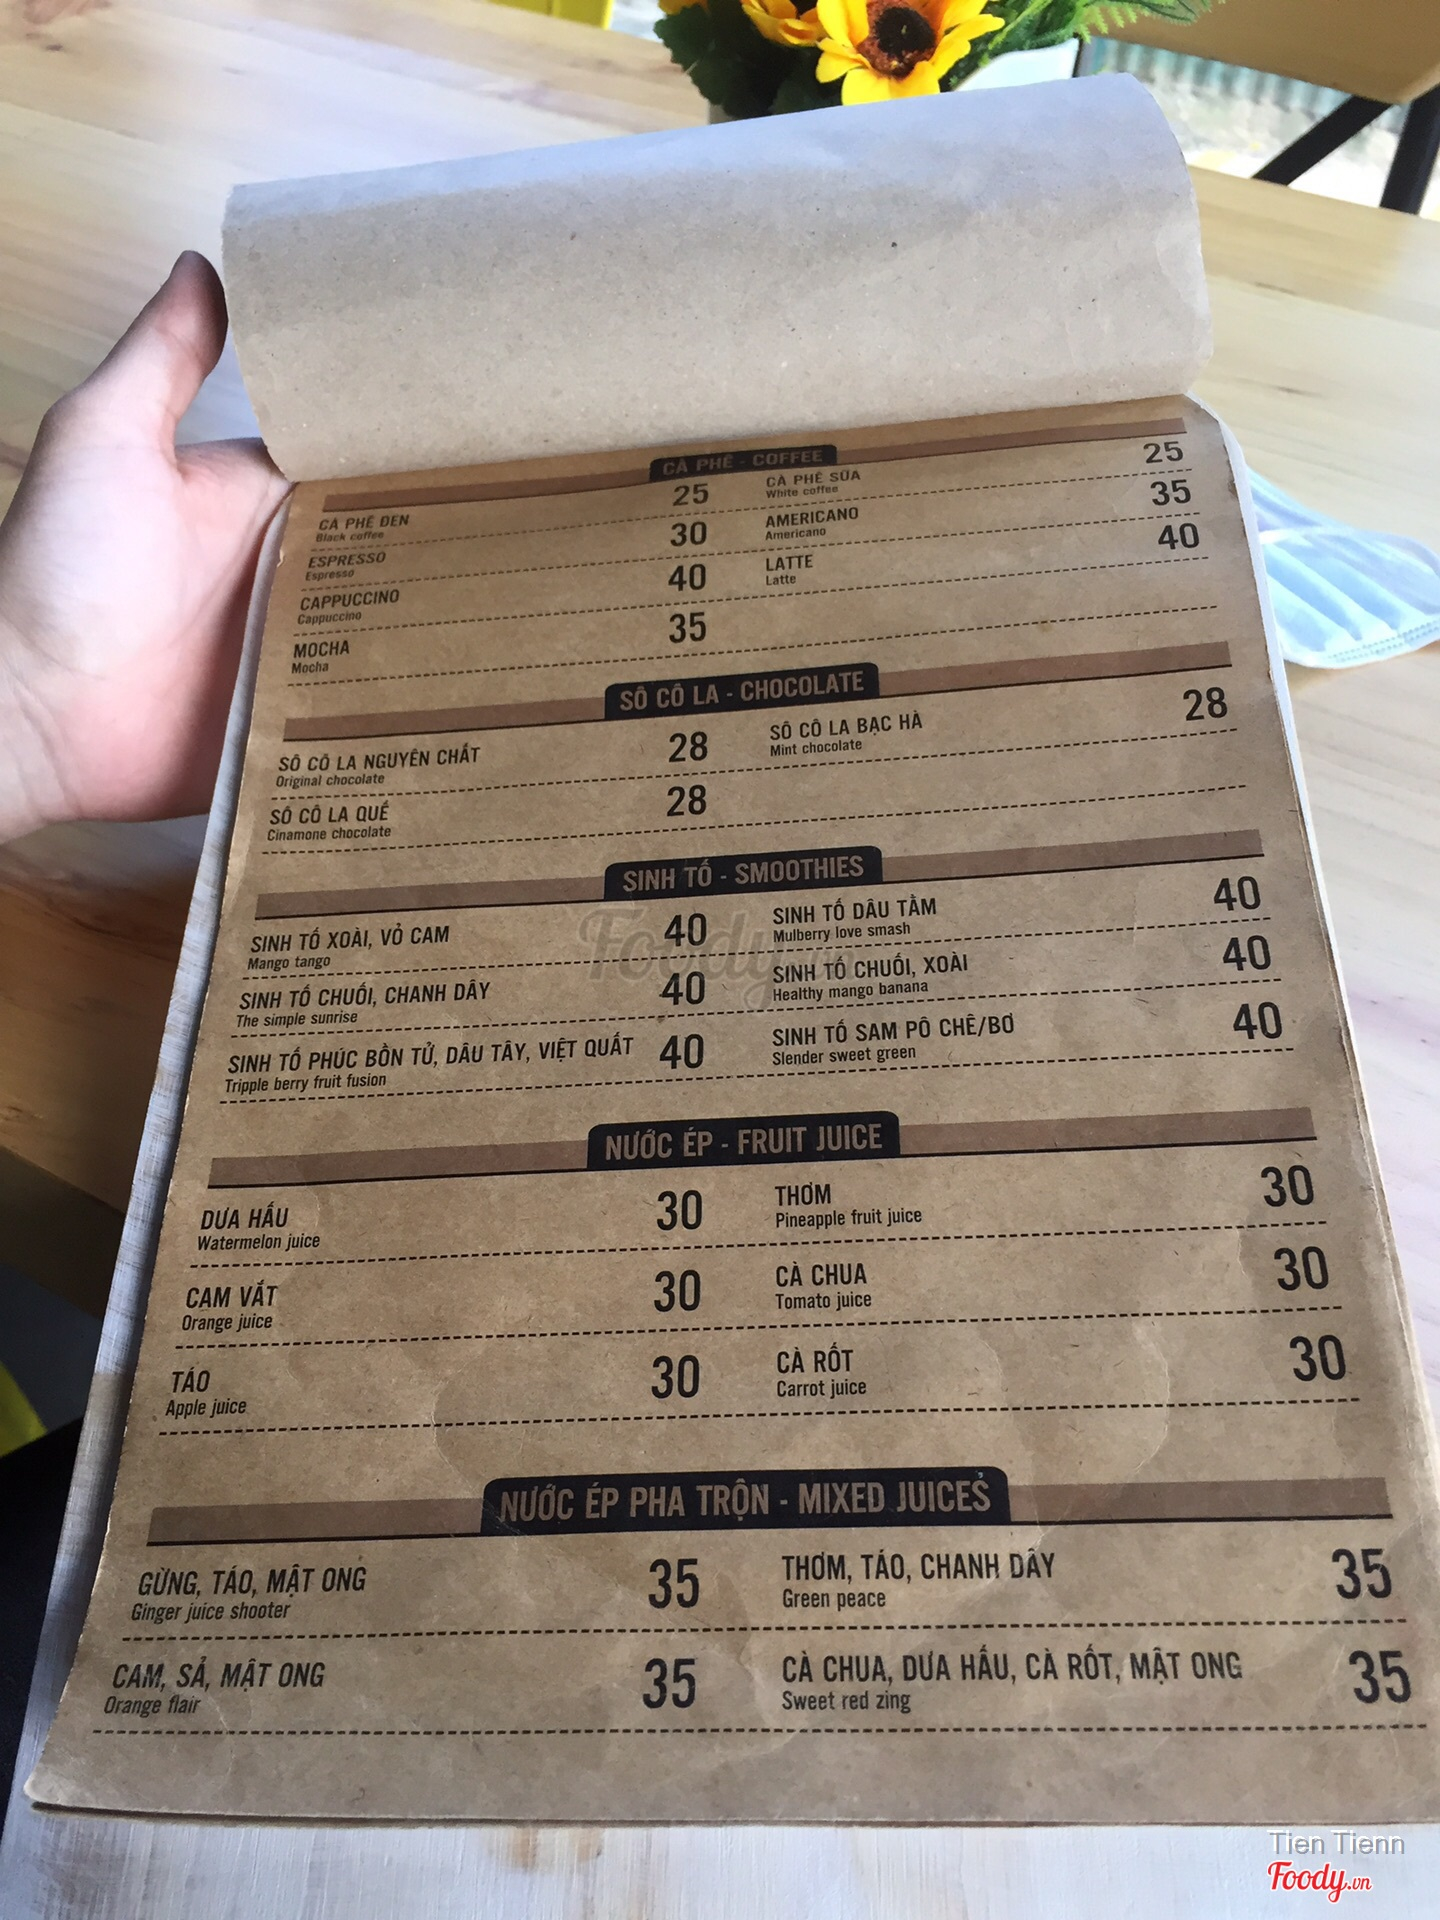 CÀ PHÊ - COFFEE
CÀ PHÊ ĐEN 25
Black coffee
CÀ PHÊ SỮA 25
White coffee
ESPRESSO 30
Espresso
AMERICANO 35
Americano
CAPPUCCINO 40
Cappuccino
LATTE 40
Latte
MOCHA 35
Mocha
SÔ CÔ LA - CHOCOLATE
SÔ CÔ LA NGUYÊN CHẤT 28
Original chocolate
SÔ CÔ LA BẠC HÀ 28
Mint chocolate
SÔ CÔ LA QUẾ 28
Cinamone chocolate
SINH TỐ - SMOOTHIES
SINH TỐ XOÀI, VỎ CAM 40
Mango tango
SINH TỐ DÂU TẰM 40
Mulberry love smash
SINH TỐ CHUỐI, CHANH DÂY 40
The simple sunrise
SINH TỐ CHUỐI, XOÀI 40
Healthy mango banana
SINH TỐ PHÚC BỒN TỬ, DÂU TÂY, VIỆT QUẤT 40
Tripple berry fruit fusion
SINH TỐ SAM PÔ CHÊ/BƠ 40
Slender sweet green
NƯỚC ÉP - FRUIT JUICE
DƯA HẤU 30
Watermelon juice
THƠM 30
Pineapple fruit juice
CAM VẮT 30
Orange juice
CÀ CHUA 30
Tomato juice
TÁO 30
Apple juice
CÀ RỐT 30
Carrot juice
NƯỚC ÉP PHA TRỘN - MIXED JUICES
GỪNG, TÁO, MẬT ONG 35
Ginger juice shooter
THƠM, TÁO, CHANH DÂY 35
Green peace
CAM, SẢ, MẬT ONG 35
Orange flair
CÀ CHUA, DƯA HẤU, CÀ RỐT, MẬT ONG 35
Sweet red zing
Foody.vn
Tien Tienn
Foody.vn